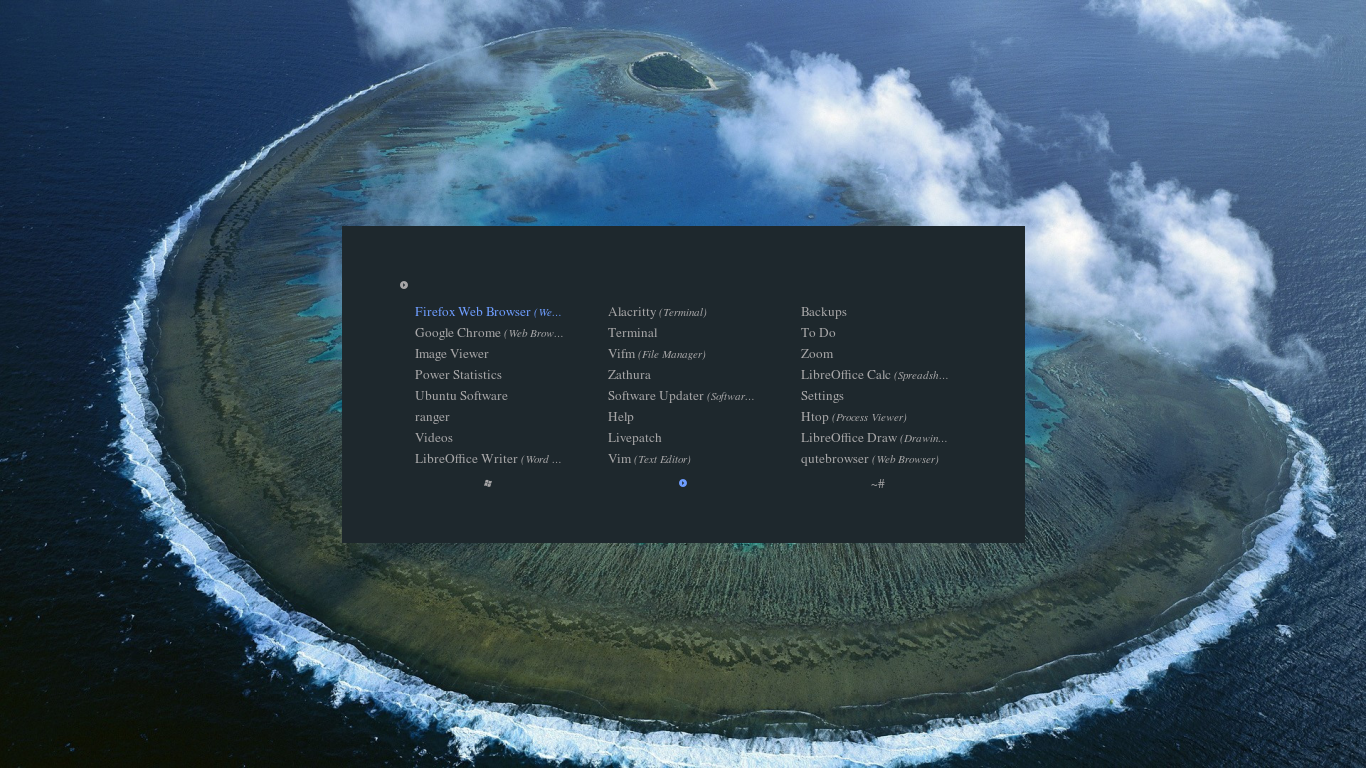 Firefox Web Browser (We...
Google Chrome (Web Brow...
Image Viewer
Power Statistics
Ubuntu Software
ranger
Videos
LibreOffice Writer (Word ...
Alacritty (Terminal)
Terminal
Vifm (File Manager)
Zathura
Software Updater (Softwar...
Help
Livepatch
Vim (Text Editor)
Backups
To Do
Zoom
LibreOffice Calc (Spreadsh...
Settings
Htop (Process Viewer)
LibreOffice Draw (Drawin...
qutebrowser (Web Browser)
~#